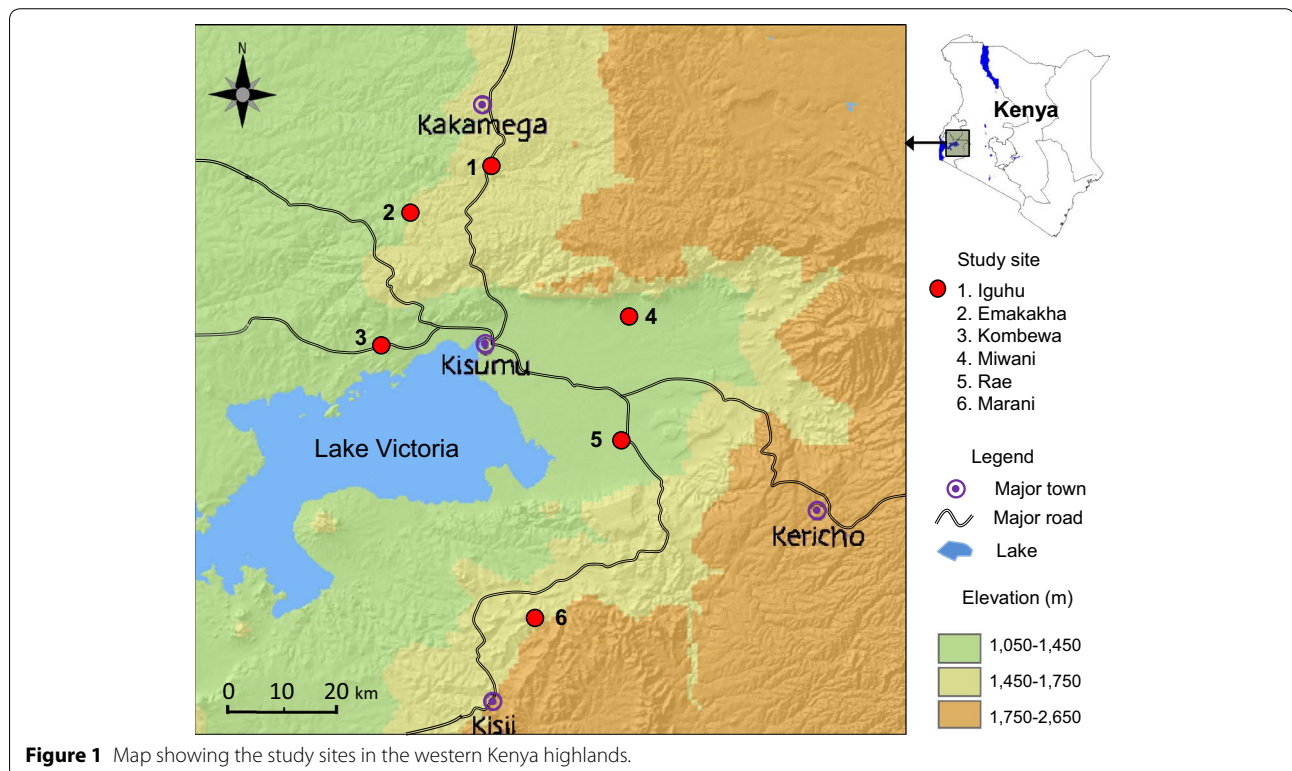 N
Kakamega
1
2
3
4
Kisumu
Lake Victoria
5
Kericho
6
0 10 20 km
Kisii
Kenya
Study site
1. Iguhu
2. Emakakha
3. Kombewa
4. Miwani
5. Rae
6. Marani
Legend
Major town
Major road
Lake
Elevation (m)
1,050-1,450
1,450-1,750
1,750-2,650
Figure 1 Map showing the study sites in the western Kenya highlands.